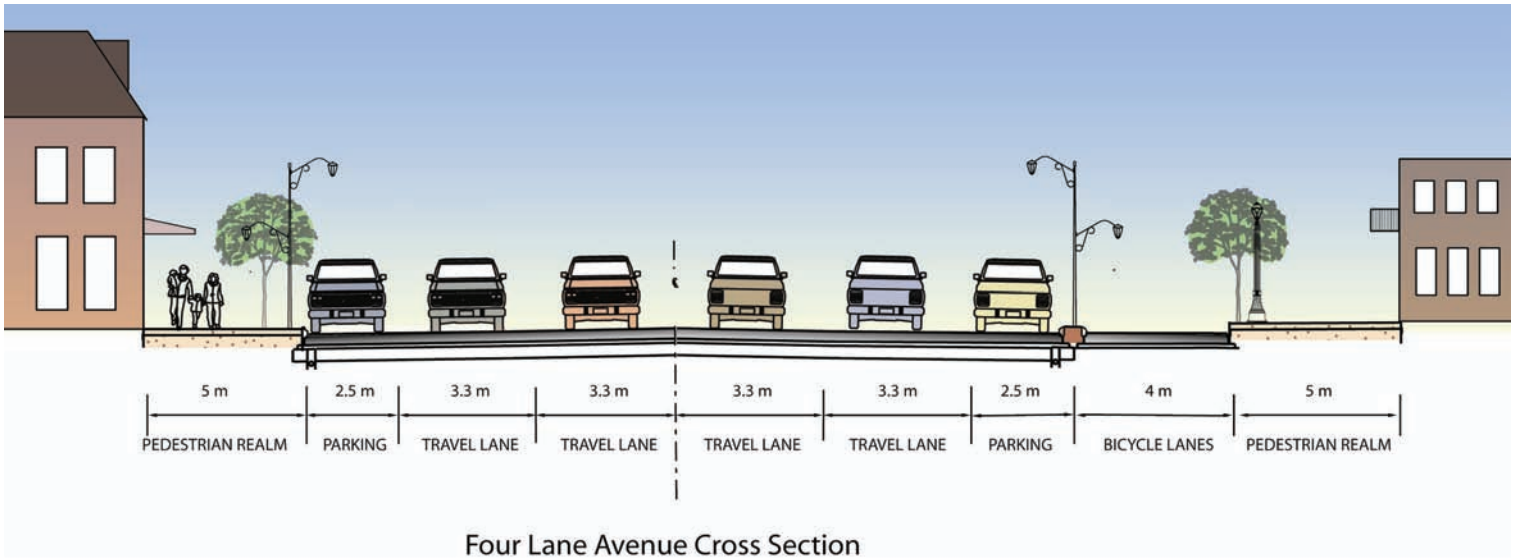 5 m 2.5 m 3.3 m 3.3 m 3.3 m 3.3 m 2.5 m 4 m 5 m
PEDESTRIAN REALM PARKING TRAVEL LANE TRAVEL LANE TRAVEL LANE TRAVEL LANE PARKING BICYCLE LANES PEDESTRIAN REALM
Four Lane Avenue Cross Section